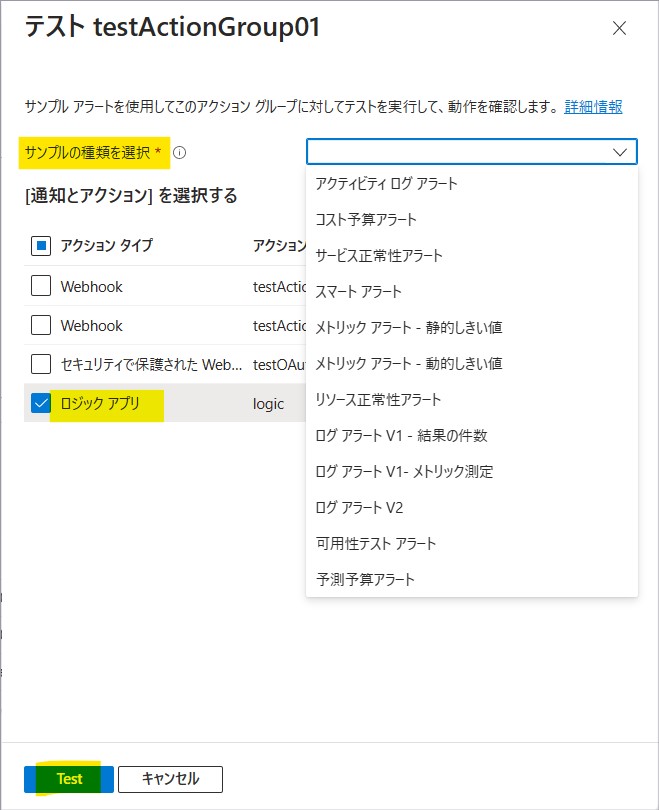 テスト testActionGroup01
サンプル アラートを使用してこのアクション グループに対してテストを実行して、動作を確認します。 詳細情報
サンプルの種類を選択 *
[通知とアクション] を選択する
アクション タイプ アクション
Webhook testActio
Webhook testActio
セキュリティで保護された Web... testOAu
ロジック アプリ logic
アクティビティ ログ アラート
コスト予算アラート
サービス正常性アラート
スマート アラート
メトリック アラート - 静的しきい値
メトリック アラート - 動的しきい値
リソース正常性アラート
ログ アラート V1 - 結果の件数
ログ アラート V1- メトリック測定
ログ アラート V2
可用性テスト アラート
予測予算アラート
Test キャンセル